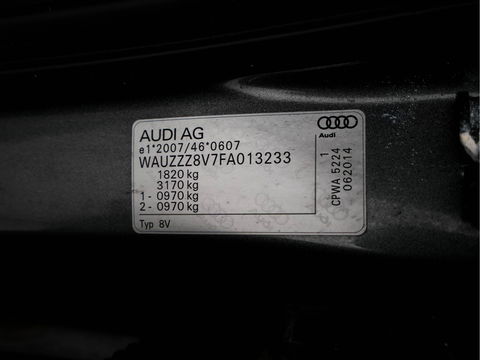 AUDI AG
e1*2007/46*0607
WAUZZZ8V7FA013233
1820 kg
3170 kg
1- 0970 kg
2- 0970 kg
Typ 8V
Audi
CPWA 5224 1
062014